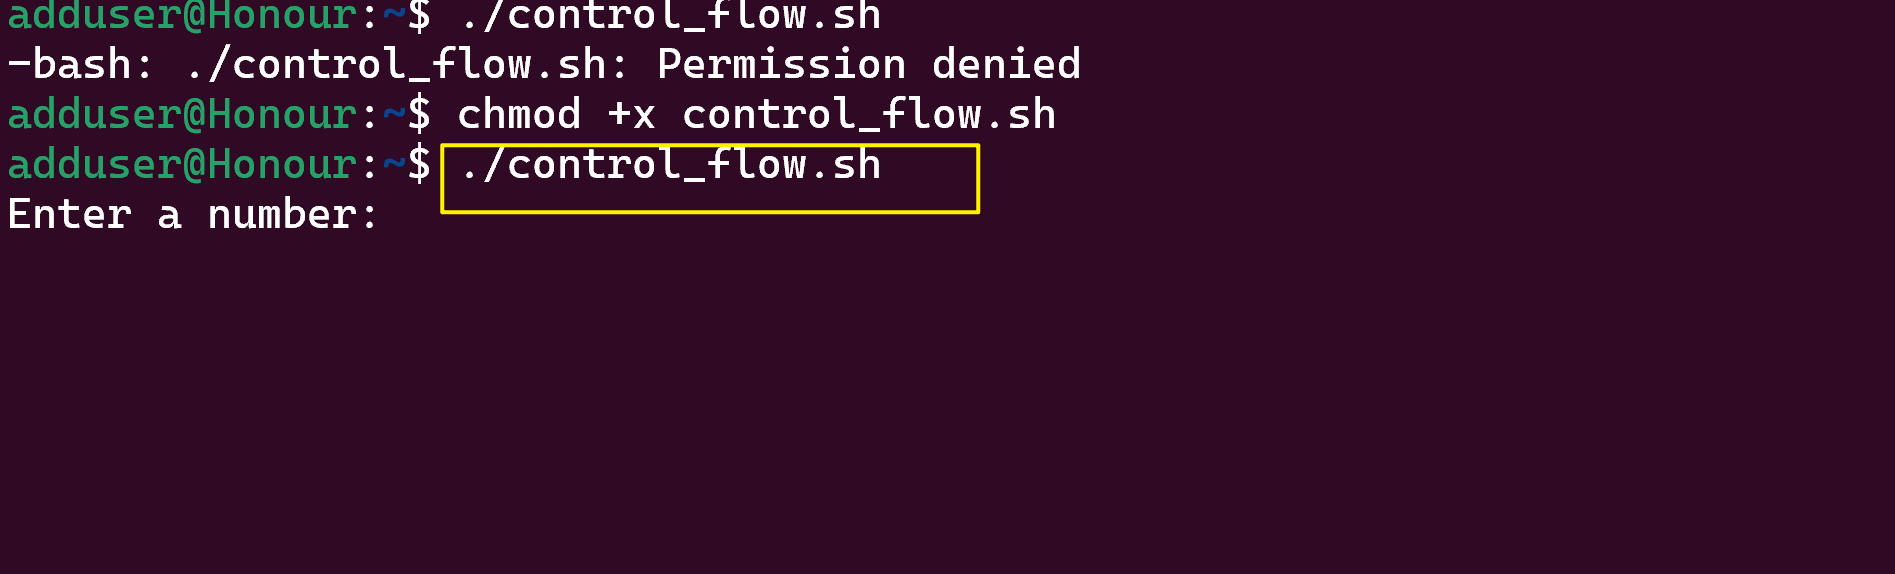 adduser@Honour:~$ ./control_flow.sh
-bash: ./control_flow.sh: Permission denied
adduser@Honour:~$ chmod +x control_flow.sh
adduser@Honour:~$ ./control_flow.sh
Enter a number: